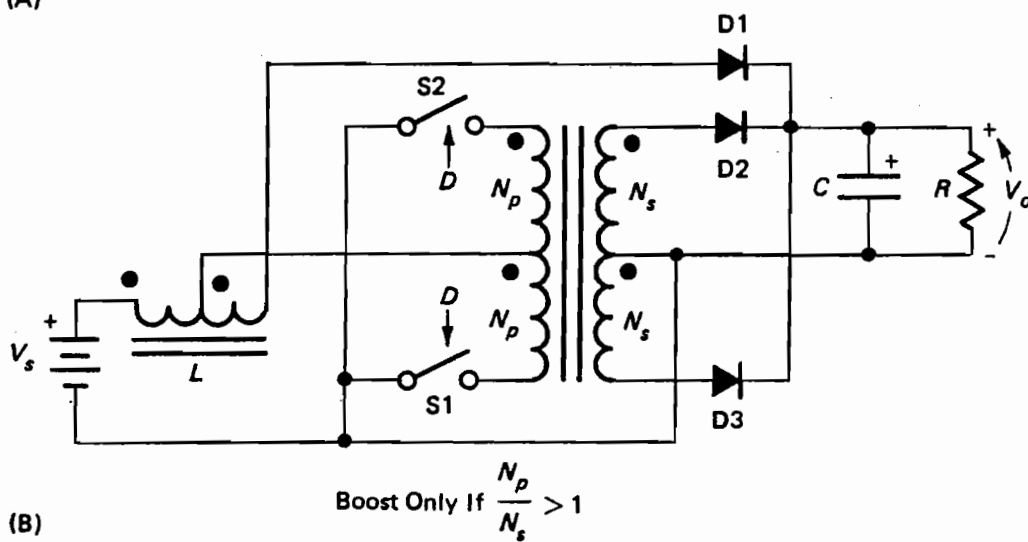 (A)
D1
S2
D
N_p
N_s
D2
C
+
R
+
V_o
-
D
N_p
N_s
+
V_s
L
S1
D3
Boost Only If N_p/N_s > 1
(B)